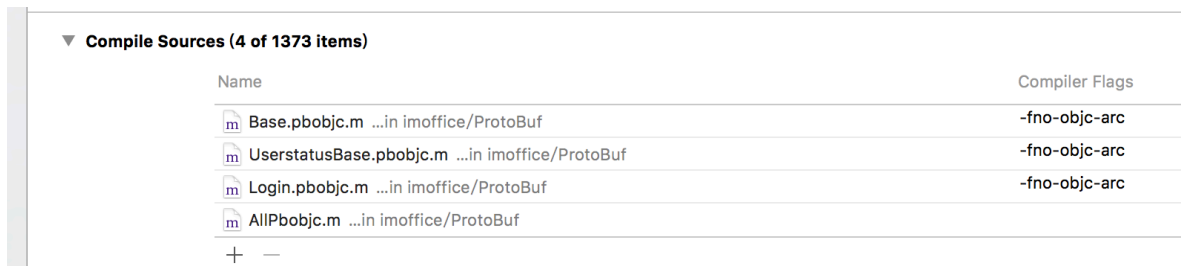 ▼ Compile Sources (4 of 1373 items)
Name Compiler Flags
m Base.pbobjc.m ...in imoffice/ProtoBuf -fno-objc-arc
m UserstatusBase.pbobjc.m ...in imoffice/ProtoBuf -fno-objc-arc
m Login.pbobjc.m ...in imoffice/ProtoBuf -fno-objc-arc
m AllPbobjc.m ...in imoffice/ProtoBuf
+ —